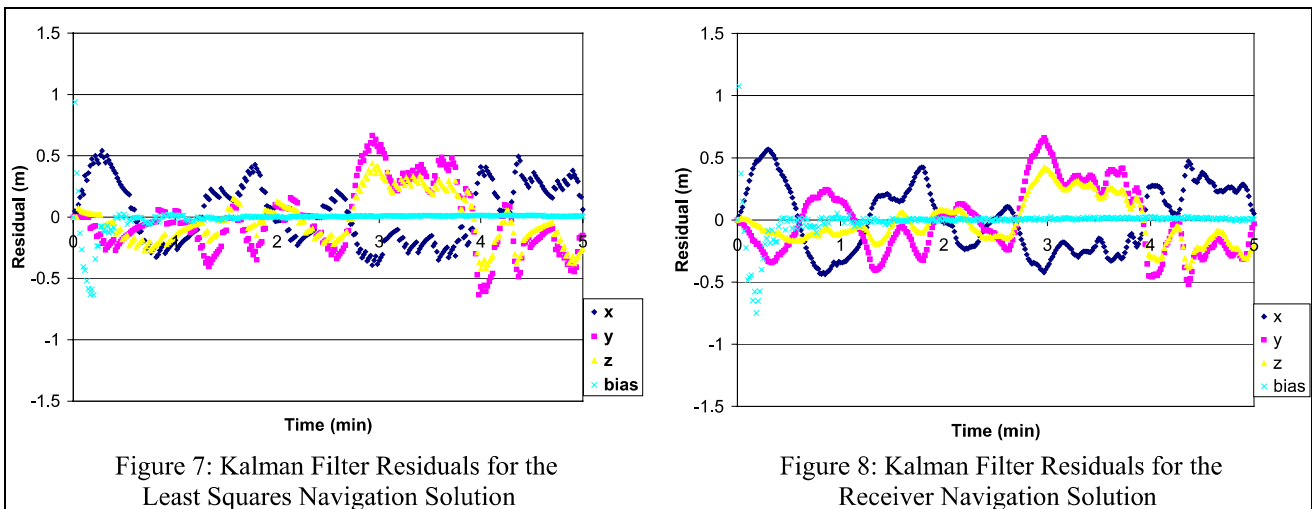 1.5
1
0.5
0
-0.5
-1
-1.5
Residual (m)
0
1
2
3
4
5
Time (min)
x
y
z
bias
Figure 7: Kalman Filter Residuals for the
Least Squares Navigation Solution
1.5
1
0.5
0
-0.5
-1
-1.5
Residual (m)
0
1
2
3
4
5
Time (min)
x
y
z
bias
Figure 8: Kalman Filter Residuals for the
Receiver Navigation Solution